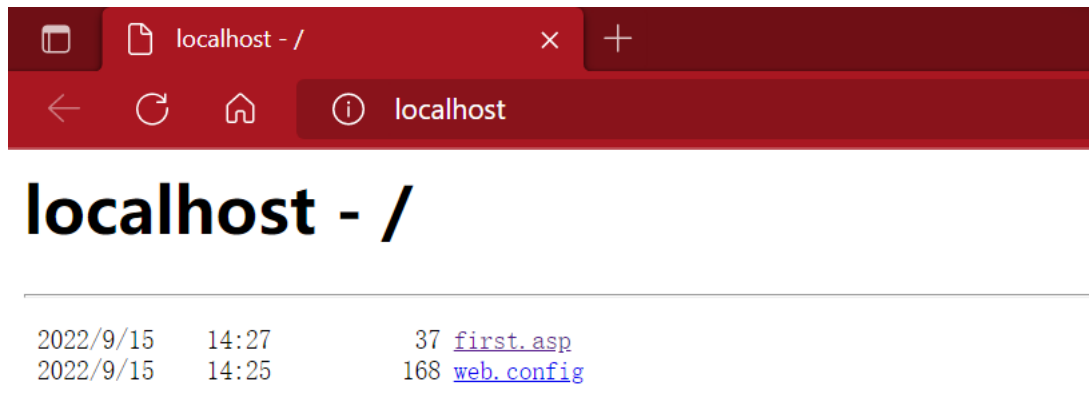 localhost - /
localhost
localhost - /
2022/9/15 14:27 37 first.asp
2022/9/15 14:25 168 web.config